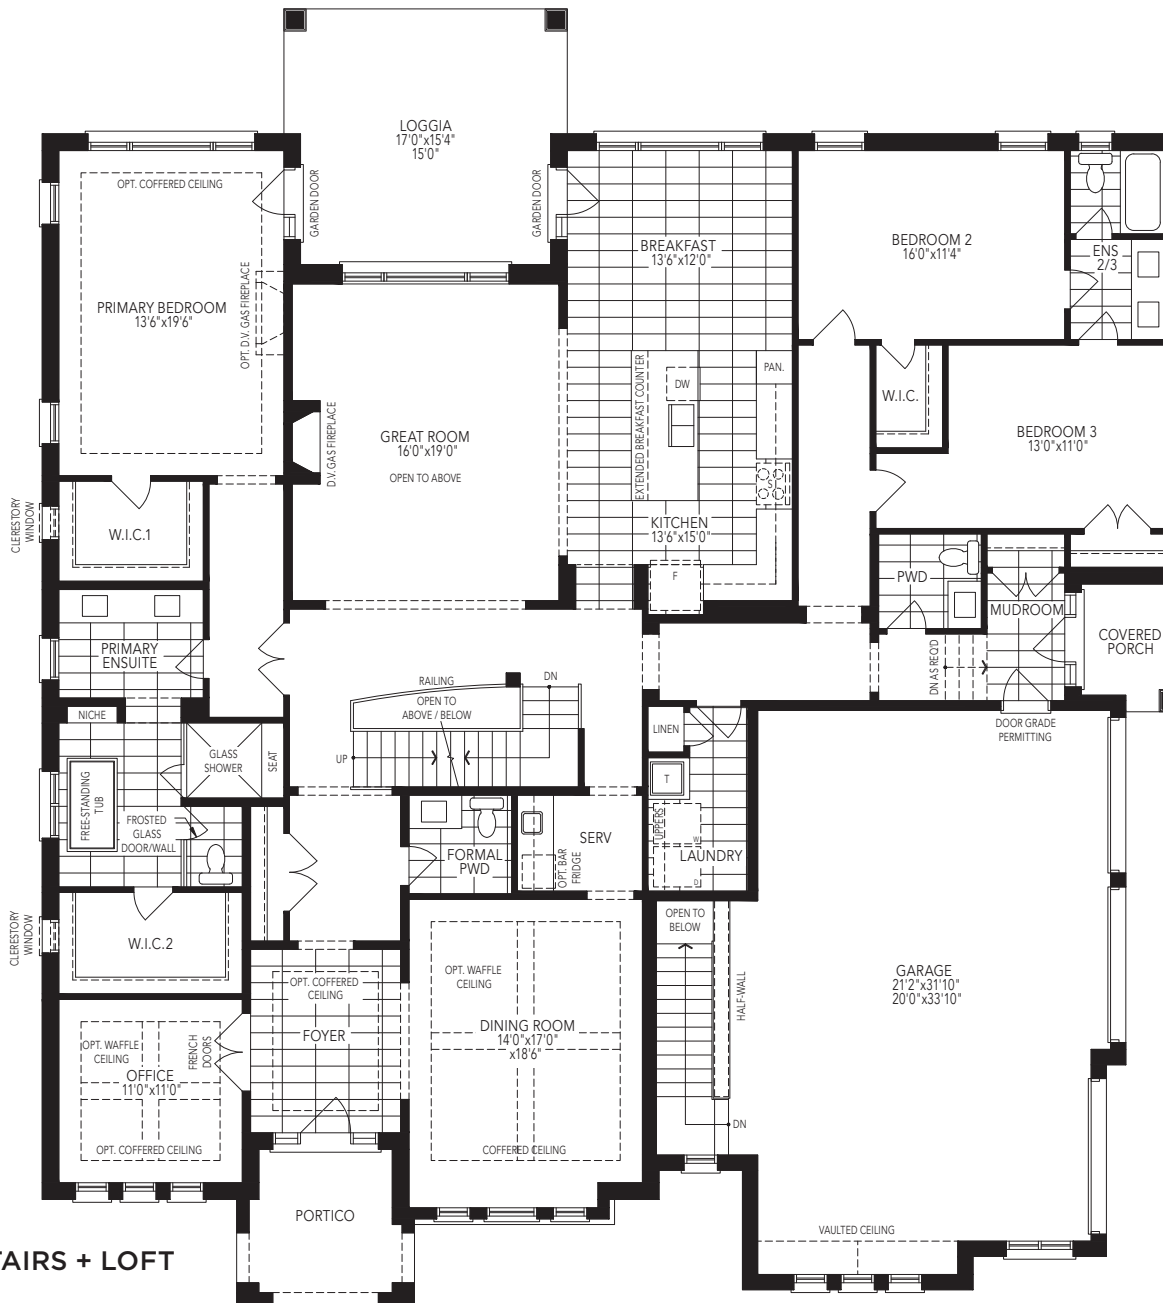 LOGGIA
17'0"x15'4"
15'0"
OPT. COFFERED CEILING
GARDEN DOOR
GARDEN DOOR
BREAKFAST
13'6"x12'0"
BEDROOM 2
16'0"x11'4"
ENS
2/3
PRIMARY BEDROOM
13'6"x19'6"
OPT. D.V. GAS FIREPLACE
EXTENDED BREAKFAST COUNTER
DW
PAN.
W.I.C.
D.V. GAS FIREPLACE
GREAT ROOM
16'0"x19'0"
OPEN TO ABOVE
BEDROOM 3
13'0"x11'0"
S
CLERESTORY
WINDOW
W.I.C.1
KITCHEN
13'6"x15'0"
F
PWD
MUDROOM
PRIMARY
ENSUITE
COVERED
PORCH
DN AS REQ'D
RAILING
DN
OPEN TO
ABOVE / BELOW
NICHE
LINEN
DOOR GRADE
PERMITTING
UP
GLASS
SHOWER
SEAT
T
FREE-STANDING
TUB
FROSTED
GLASS
DOOR/WALL
FORMAL
PWD
SERV
OPT. BAR
FRIDGE
UPPERS
W
LAUNDRY
D
CLERESTORY
WINDOW
W.I.C.2
OPEN TO
BELOW
HALF-WALL
GARAGE
21'2"x31'10"
20'0"x33'10"
OPT. COFFERED
CEILING
FOYER
OPT. WAFFLE
CEILING
DINING ROOM
14'0"x17'0"
x18'6"
OPT. WAFFLE
CEILING
FRENCH
DOORS
OFFICE
11'0"x11'0"
OPT. COFFERED CEILING
COFFERED CEILING
DN
PORTICO
VAULTED CEILING
TAIRS + LOFT